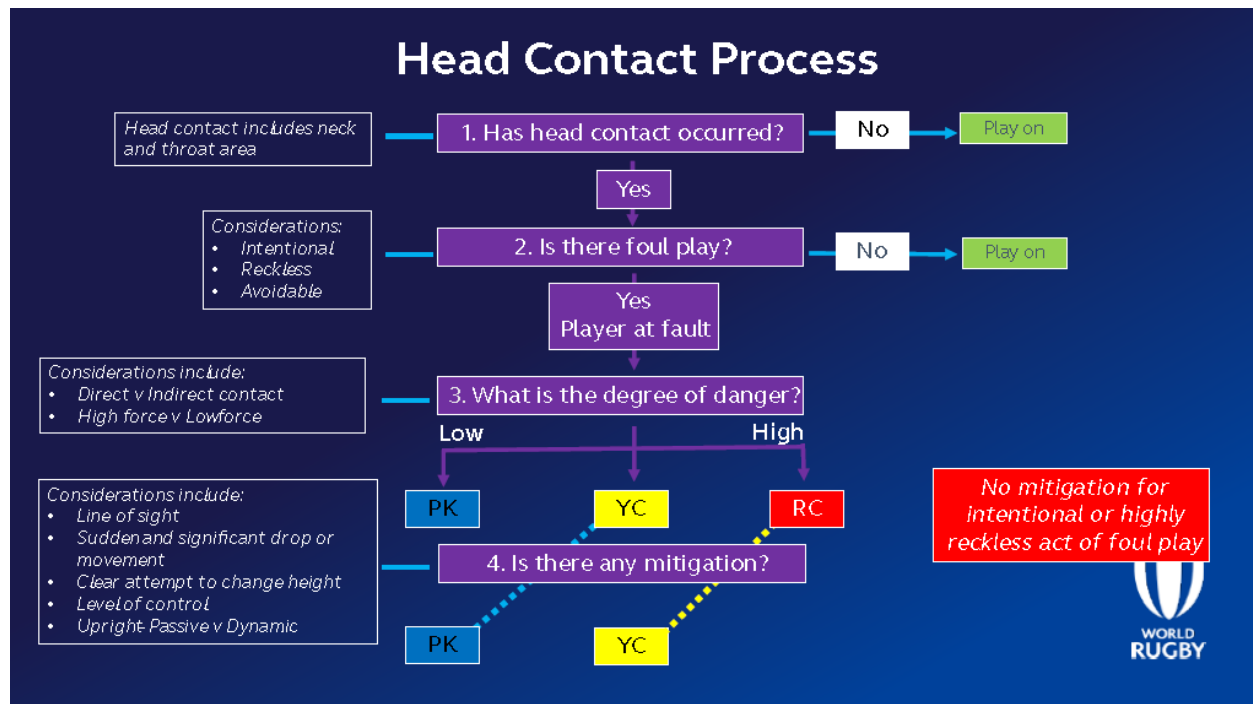 Head Contact Process
Head contact includes neck
and throat area
1. Has head contact occurred?
No
Play on
Yes
Considerations:
• Intentional
• Reckless
• Avoidable
2. Is there foul play?
No
Play on
Yes
Player at fault
Considerations include:
• Direct v Indirect contact
• High force v Lowforce
3. What is the degree of danger?
Low
High
PK
YC
RC
Considerations include:
• Line of sight
• Sudden and significant drop or
movement
• Clear attempt to change height
• Level of control
• Upright- Passive v Dynamic
4. Is there any mitigation?
PK
YC
No mitigation for
intentional or highly
reckless act of foul play
WORLD
RUGBY